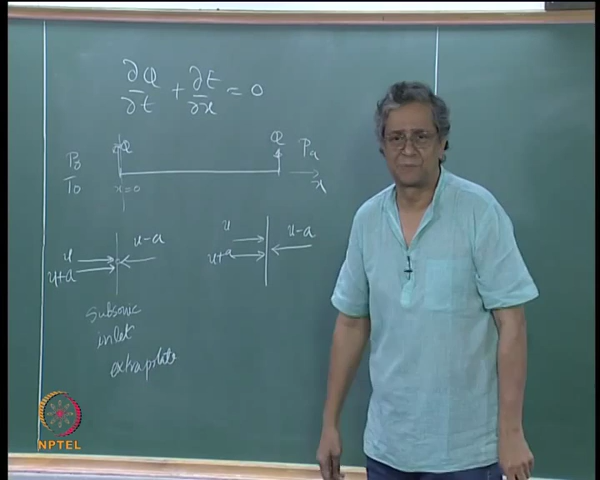 ∂Q/∂t + ∂E/∂x = 0
P₀ Q Q Pₐ
T₀ x=0 x
u u-a u u-a
u+a u+a
Subsonic
inlet
extrapolate
NPTEL